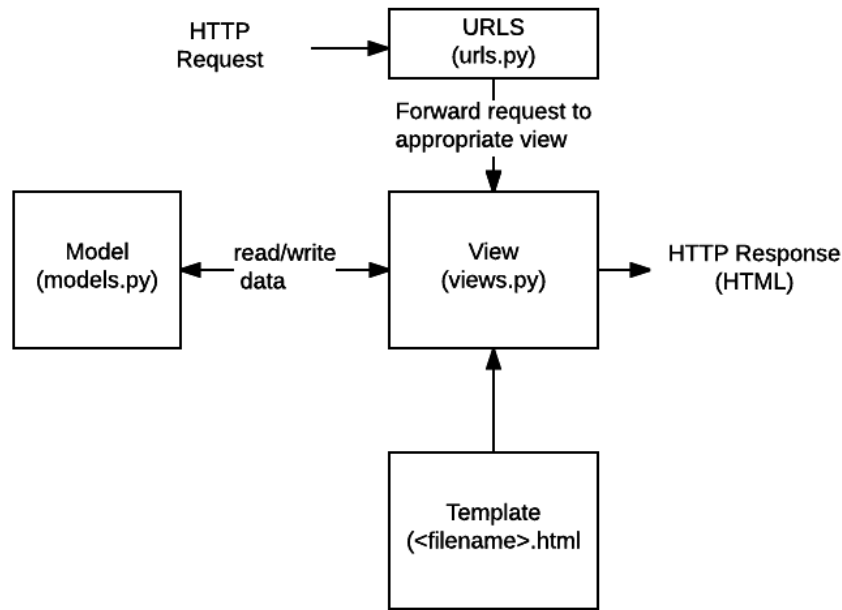 HTTP
Request
URLS
(urls.py)
Forward request to
appropriate view
Model
(models.py)
read/write
data
View
(views.py)
HTTP Response
(HTML)
Template
(<filename>.html